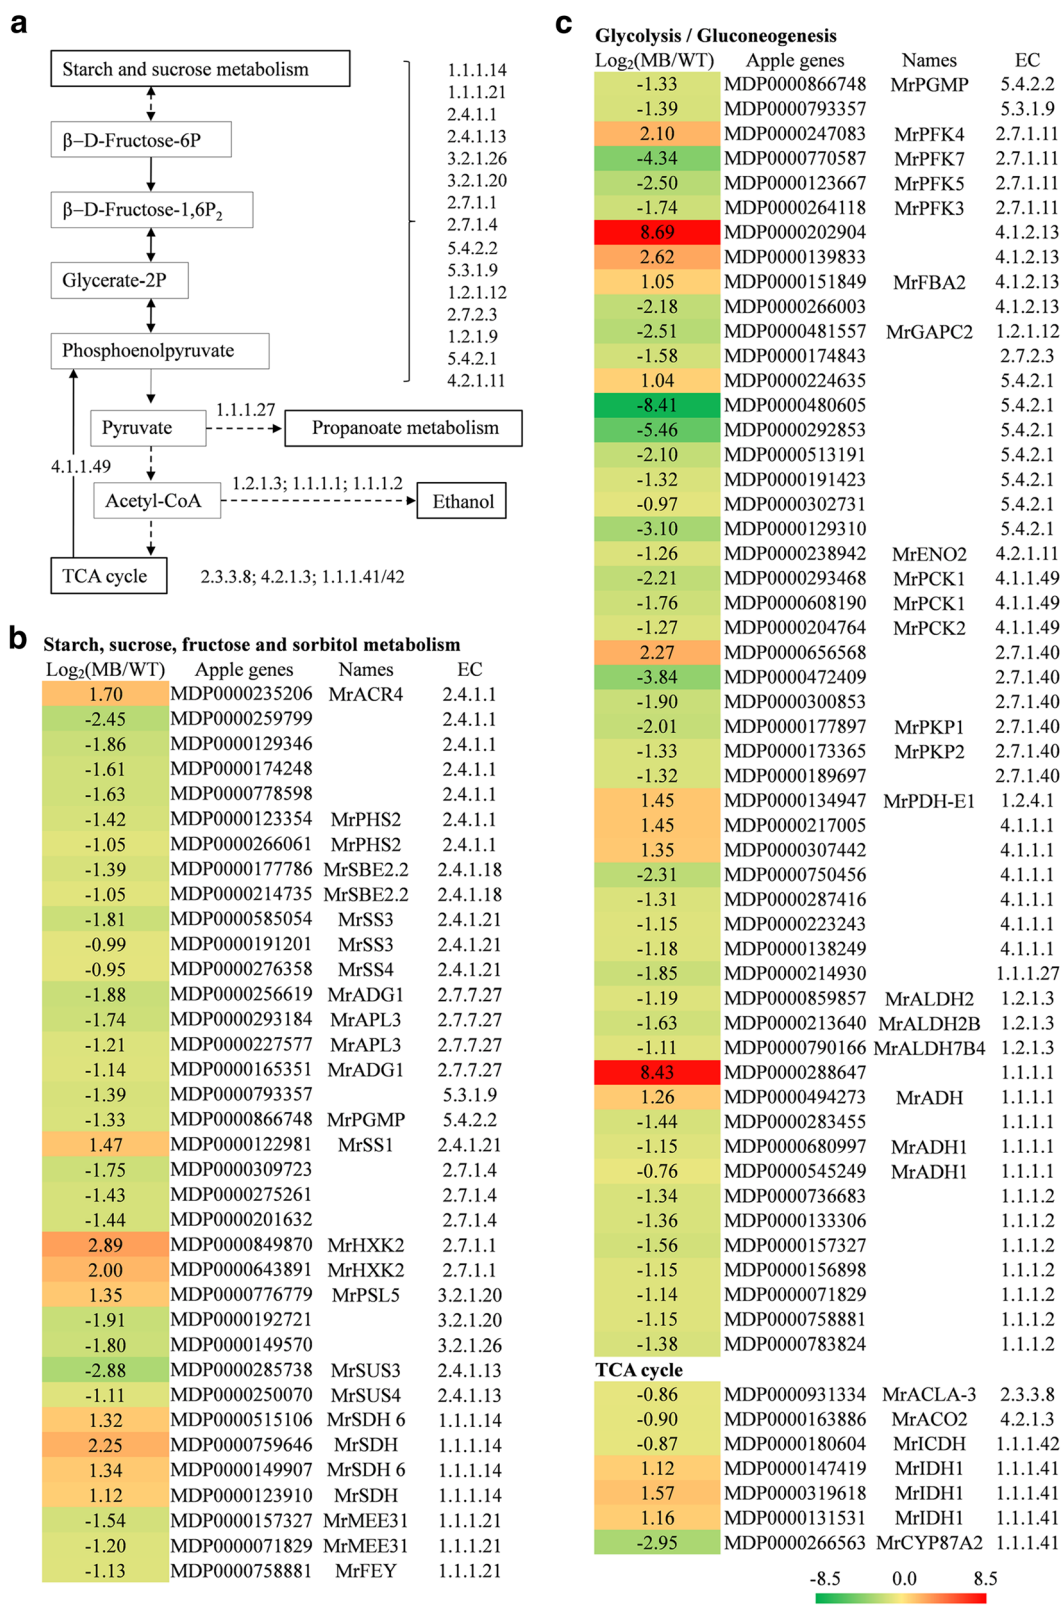 a
Starch and sucrose metabolism
β–D-Fructose-6P
β–D-Fructose-1,6P₂
Glycerate-2P
Phosphoenolpyruvate
Pyruvate
1.1.1.27
Propanoate metabolism
4.1.1.49
Acetyl-CoA
1.2.1.3; 1.1.1.1; 1.1.1.2
Ethanol
TCA cycle
2.3.3.8; 4.2.1.3; 1.1.1.41/42
1.1.1.14
1.1.1.21
2.4.1.1
2.4.1.13
3.2.1.26
3.2.1.20
2.7.1.1
2.7.1.4
5.4.2.2
5.3.1.9
1.2.1.12
2.7.2.3
1.2.1.9
5.4.2.1
4.2.1.11
b Starch, sucrose, fructose and sorbitol metabolism
Log₂(MB/WT) Apple genes Names EC
1.70 MDP0000235206 MrACR4 2.4.1.1
-2.45 MDP0000259799 2.4.1.1
-1.86 MDP0000129346 2.4.1.1
-1.61 MDP0000174248 2.4.1.1
-1.63 MDP0000778598 2.4.1.1
-1.42 MDP0000123354 MrPHS2 2.4.1.1
-1.05 MDP0000266061 MrPHS2 2.4.1.1
-1.39 MDP0000177786 MrSBE2.2 2.4.1.18
-1.05 MDP0000214735 MrSBE2.2 2.4.1.18
-1.81 MDP0000585054 MrSS3 2.4.1.21
-0.99 MDP0000191201 MrSS3 2.4.1.21
-0.95 MDP0000276358 MrSS4 2.4.1.21
-1.88 MDP0000256619 MrADG1 2.7.7.27
-1.74 MDP0000293184 MrAPL3 2.7.7.27
-1.21 MDP0000227577 MrAPL3 2.7.7.27
-1.14 MDP0000165351 MrADG1 2.7.7.27
-1.39 MDP0000793357 5.3.1.9
-1.33 MDP0000866748 MrPGMP 5.4.2.2
1.47 MDP0000122981 MrSS1 2.4.1.21
-1.75 MDP0000309723 2.7.1.4
-1.43 MDP0000275261 2.7.1.4
-1.44 MDP0000201632 2.7.1.4
2.89 MDP0000849870 MrHXK2 2.7.1.1
2.00 MDP0000643891 MrHXK2 2.7.1.1
1.35 MDP0000776779 MrPSL5 3.2.1.20
-1.91 MDP0000192721 3.2.1.20
-1.80 MDP0000149570 3.2.1.26
-2.88 MDP0000285738 MrSUS3 2.4.1.13
-1.11 MDP0000250070 MrSUS4 2.4.1.13
1.32 MDP0000515106 MrSDH 6 1.1.1.14
2.25 MDP0000759646 MrSDH 1.1.1.14
1.34 MDP0000149907 MrSDH 6 1.1.1.14
1.12 MDP0000123910 MrSDH 1.1.1.14
-1.54 MDP0000157327 MrMEE31 1.1.1.21
-1.20 MDP0000071829 MrMEE31 1.1.1.21
-1.13 MDP0000758881 MrFEY 1.1.1.21
c Glycolysis / Gluconeogenesis
Log₂(MB/WT) Apple genes Names EC
-1.33 MDP0000866748 MrPGMP 5.4.2.2
-1.39 MDP0000793357 5.3.1.9
2.10 MDP0000247083 MrPFK4 2.7.1.11
-4.34 MDP0000770587 MrPFK7 2.7.1.11
-2.50 MDP0000123667 MrPFK5 2.7.1.11
-1.74 MDP0000264118 MrPFK3 2.7.1.11
8.69 MDP0000202904 4.1.2.13
2.62 MDP0000139833 4.1.2.13
1.05 MDP0000151849 MrFBA2 4.1.2.13
-2.18 MDP0000266003 4.1.2.13
-2.51 MDP0000481557 MrGAPC2 1.2.1.12
-1.58 MDP0000174843 2.7.2.3
1.04 MDP0000224635 5.4.2.1
-8.41 MDP0000480605 5.4.2.1
-5.46 MDP0000292853 5.4.2.1
-2.10 MDP0000513191 5.4.2.1
-1.32 MDP0000191423 5.4.2.1
-0.97 MDP0000302731 5.4.2.1
-3.10 MDP0000129310 5.4.2.1
-1.26 MDP0000238942 MrENO2 4.2.1.11
-2.21 MDP0000293468 MrPCK1 4.1.1.49
-1.76 MDP0000608190 MrPCK1 4.1.1.49
-1.27 MDP0000204764 MrPCK2 4.1.1.49
2.27 MDP0000656568 2.7.1.40
-3.84 MDP0000472409 2.7.1.40
-1.90 MDP0000300853 2.7.1.40
-2.01 MDP0000177897 MrPKP1 2.7.1.40
-1.33 MDP0000173365 MrPKP2 2.7.1.40
-1.32 MDP0000189697 2.7.1.40
1.45 MDP0000134947 MrPDH-E1 1.2.4.1
1.45 MDP0000217005 4.1.1.1
1.35 MDP0000307442 4.1.1.1
-2.31 MDP0000750456 4.1.1.1
-1.31 MDP0000287416 4.1.1.1
-1.15 MDP0000223243 4.1.1.1
-1.18 MDP0000138249 4.1.1.1
-1.85 MDP0000214930 1.1.1.27
-1.19 MDP0000859857 MrALDH2 1.2.1.3
-1.63 MDP0000213640 MrALDH2B 1.2.1.3
-1.11 MDP0000790166 MrALDH7B4 1.2.1.3
8.43 MDP0000288647 1.1.1.1
1.26 MDP0000494273 MrADH 1.1.1.1
-1.44 MDP0000283455 1.1.1.1
-1.15 MDP0000680997 MrADH1 1.1.1.1
-0.76 MDP0000545249 MrADH1 1.1.1.1
-1.34 MDP0000736683 1.1.1.2
-1.36 MDP0000133306 1.1.1.2
-1.56 MDP0000157327 1.1.1.2
-1.15 MDP0000156898 1.1.1.2
-1.14 MDP0000071829 1.1.1.2
-1.15 MDP0000758881 1.1.1.2
-1.38 MDP0000783824 1.1.1.2
TCA cycle
-0.86 MDP0000931334 MrACLA-3 2.3.3.8
-0.90 MDP0000163886 MrACO2 4.2.1.3
-0.87 MDP0000180604 MrICDH 1.1.1.42
1.12 MDP0000147419 MrIDH1 1.1.1.41
1.57 MDP0000319618 MrIDH1 1.1.1.41
1.16 MDP0000131531 MrIDH1 1.1.1.41
-2.95 MDP0000266563 MrCYP87A2 1.1.1.41
-8.5 0.0 8.5